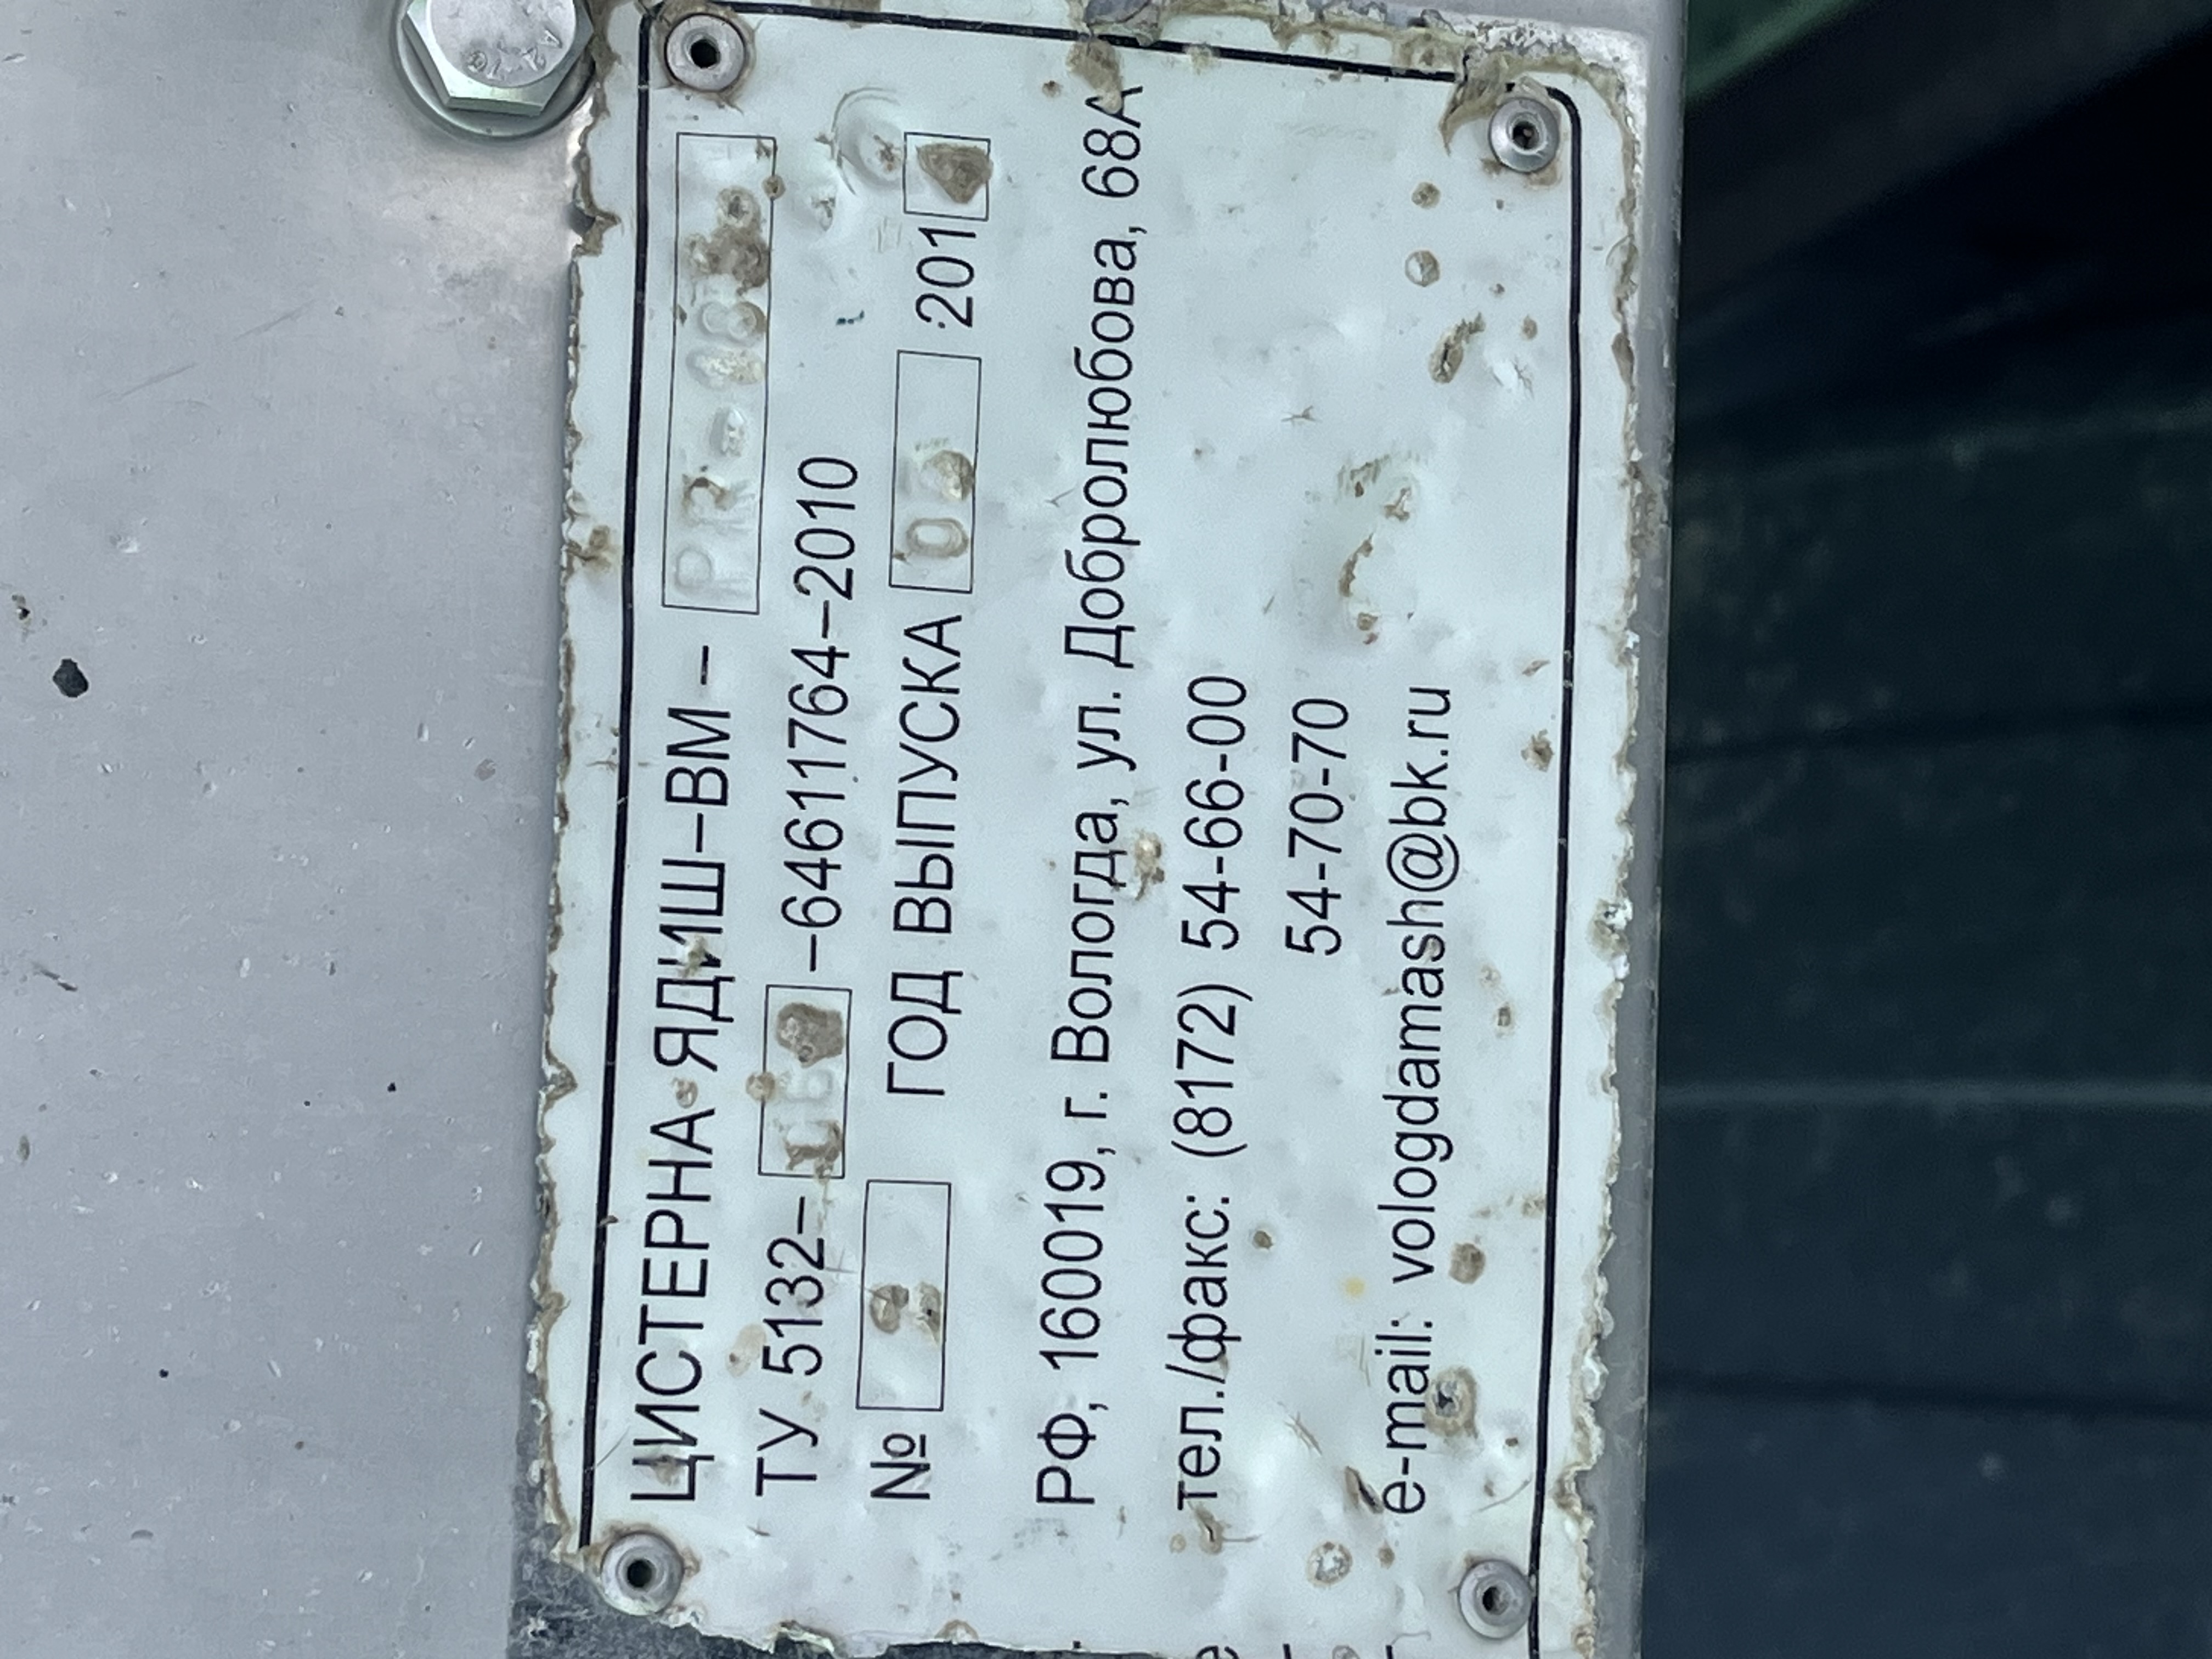 ЦИСТЕРНА ЯДИШ–ВМ –
ТУ 5132– –64611764–2010
№ ГОД ВЫПУСКА 201
РФ, 160019, г. Вологда, ул. Добролюбова, 68А
тел./факс: (8172) 54-66-00
54-70-70
e-mail: vologdamash@bk.ru